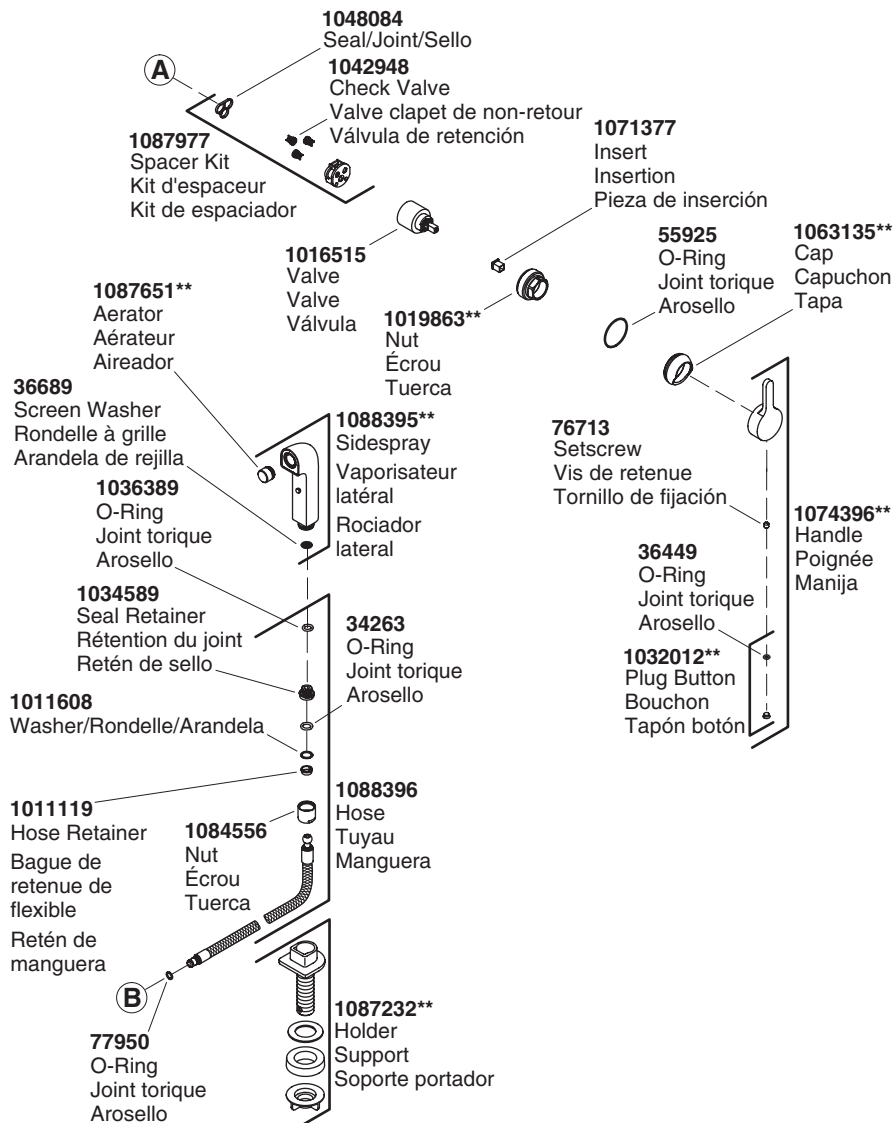 1048084
Seal/Joint/Sello
A
1042948
Check Valve
Valve clapet de non-retour
Válvula de retención
1087977
Spacer Kit
Kit d'espaceur
Kit de espaciador
1071377
Insert
Insertion
Pieza de inserción
1016515
Valve
Valve
Válvula
55925
O-Ring
Joint torique
Arosello
1063135**
Cap
Capuchon
Tapa
1087651**
Aerator
Aérateur
Aireador
1019863**
Nut
Écrou
Tuerca
36689
Screen Washer
Rondelle à grille
Arandela de rejilla
1088395**
Sidespray
Vaporisateur
latéral
Rociador
lateral
76713
Setscrew
Vis de retenue
Tornillo de fijación
1036389
O-Ring
Joint torique
Arosello
1074396**
Handle
Poignée
Manija
36449
O-Ring
Joint torique
Arosello
1034589
Seal Retainer
Rétention du joint
Retén de sello
34263
O-Ring
Joint torique
Arosello
1032012**
Plug Button
Bouchon
Tapón botón
1011608
Washer/Rondelle/Arandela
1011119
Hose Retainer
Bague de
retenue de
flexible
Retén de
manguera
1084556
Nut
Écrou
Tuerca
1088396
Hose
Tuyau
Manguera
B
77950
O-Ring
Joint torique
Arosello
1087232**
Holder
Support
Soporte portador